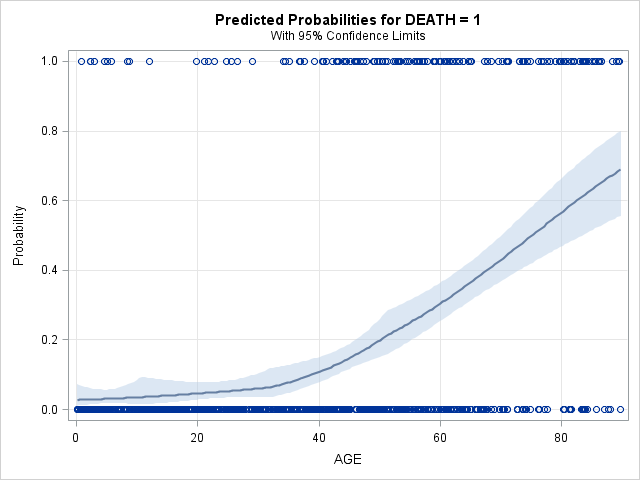 Predicted Probabilities for DEATH = 1
With 95% Confidence Limits
1.0
0.8
0.6
0.4
0.2
0.0
Probability
0 20 40 60 80
AGE